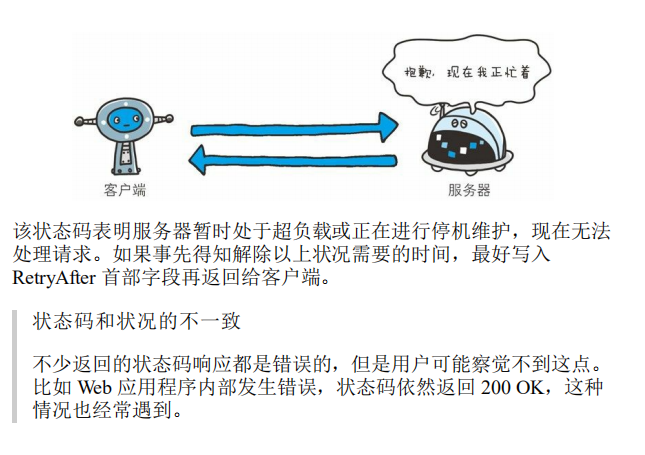 抱歉，现在我正忙着
客户端
服务器
该状态码表明服务器暂时处于超负载或正在进行停机维护，现在无法
处理请求。如果事先得知解除以上状况需要的时间，最好写入
RetryAfter 首部字段再返回给客户端。
状态码和状况的不一致
不少返回的状态码响应都是错误的，但是用户可能察觉不到这点。
比如 Web 应用程序内部发生错误，状态码依然返回 200 OK，这种
情况也经常遇到。